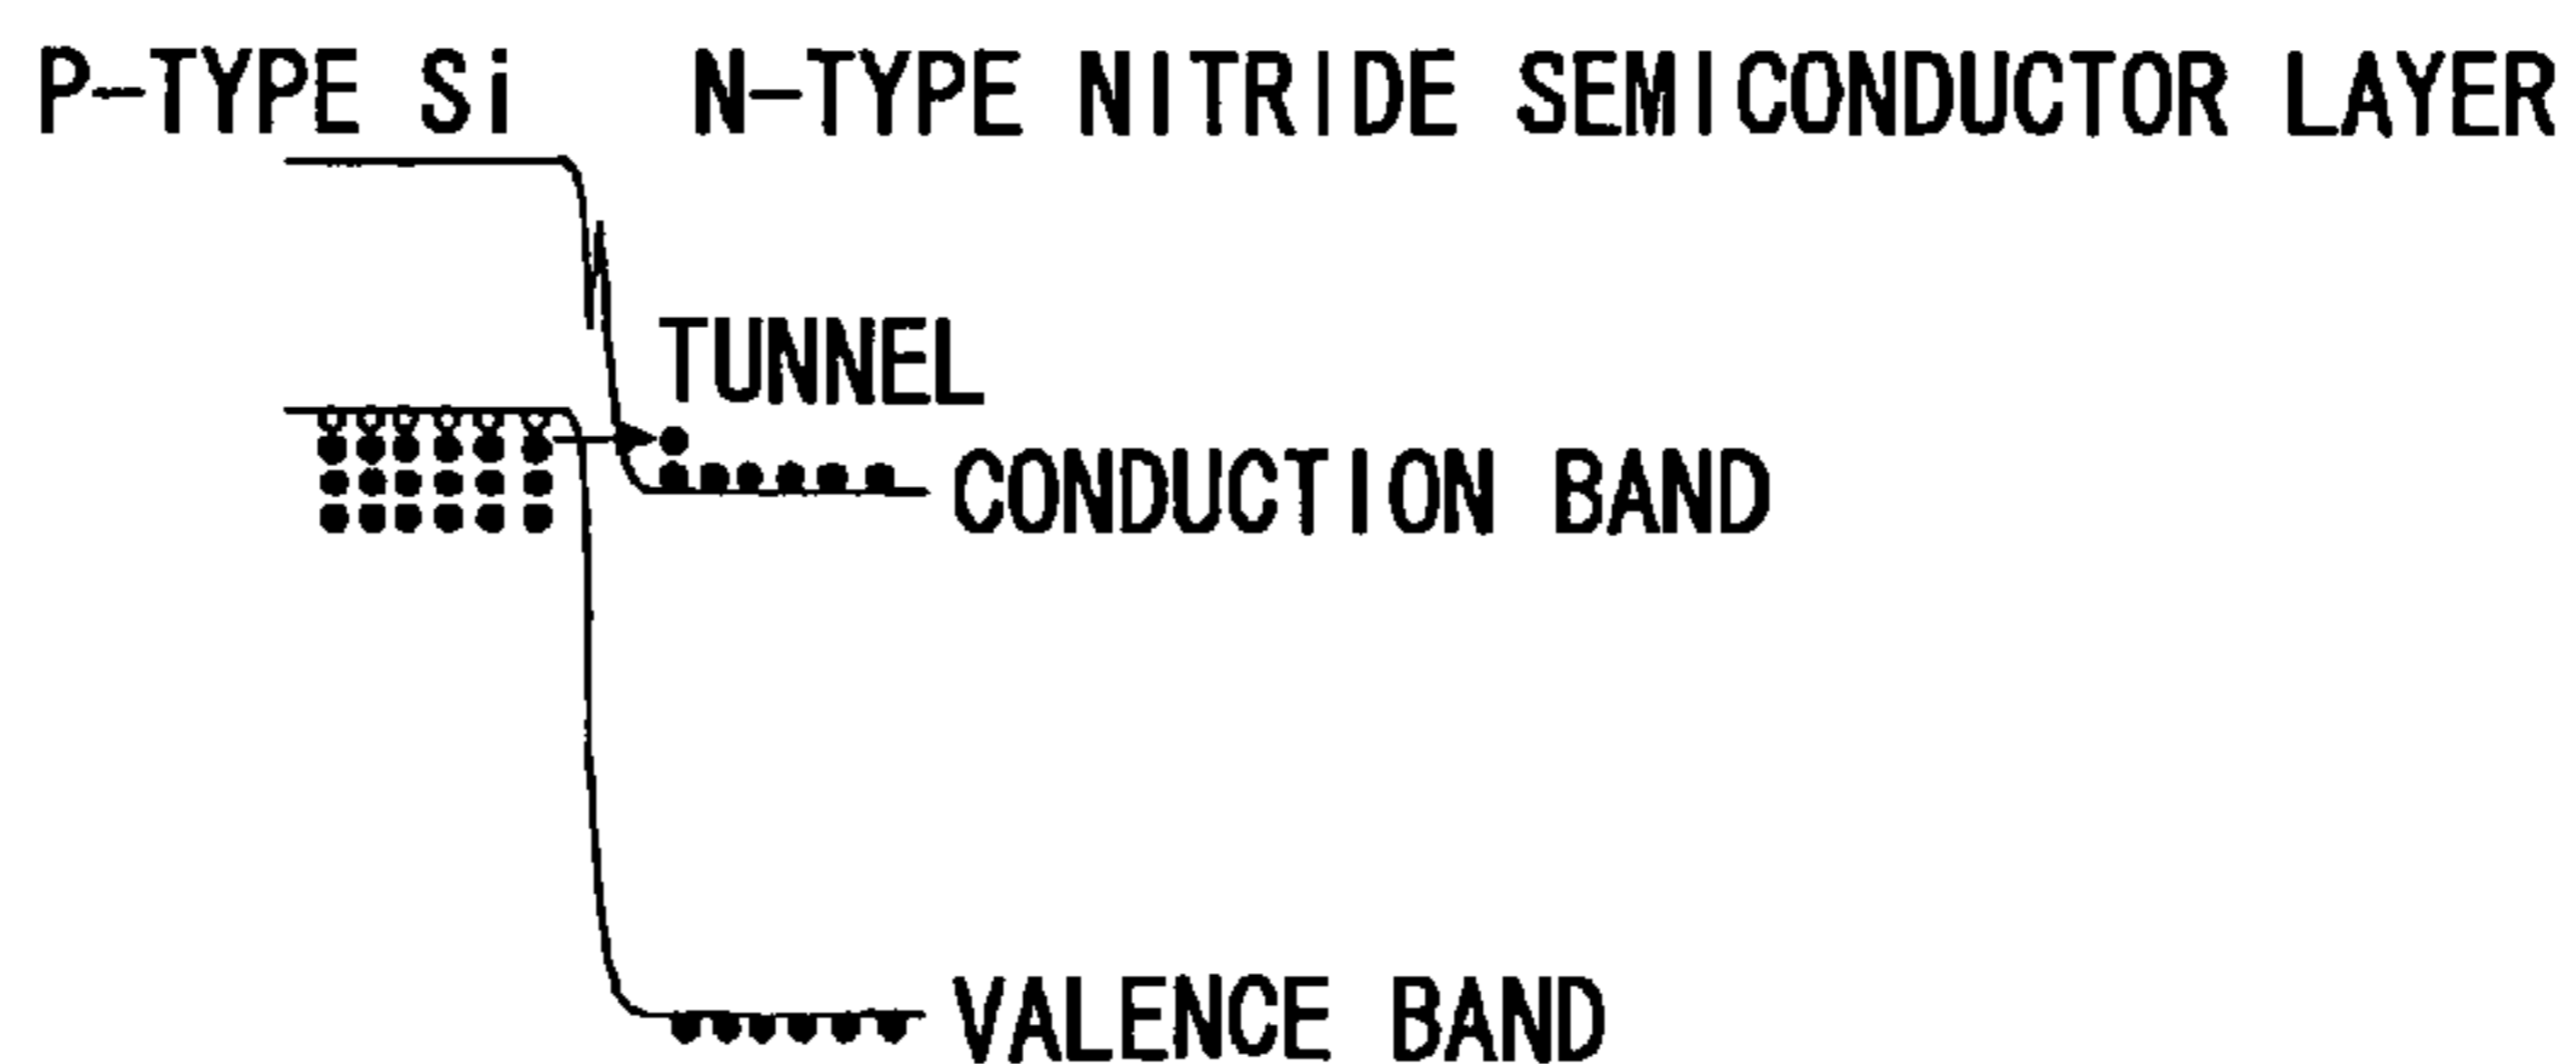 P-TYPE Si N-TYPE NITRIDE SEMICONDUCTOR LAYER
TUNNEL
CONDUCTION BAND
VALENCE BAND